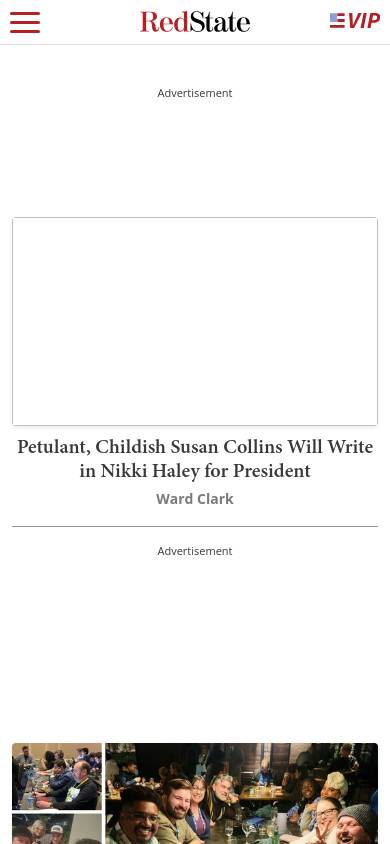 RedState
VIP
Advertisement
Petulant, Childish Susan Collins Will Write
in Nikki Haley for President
Ward Clark
Advertisement